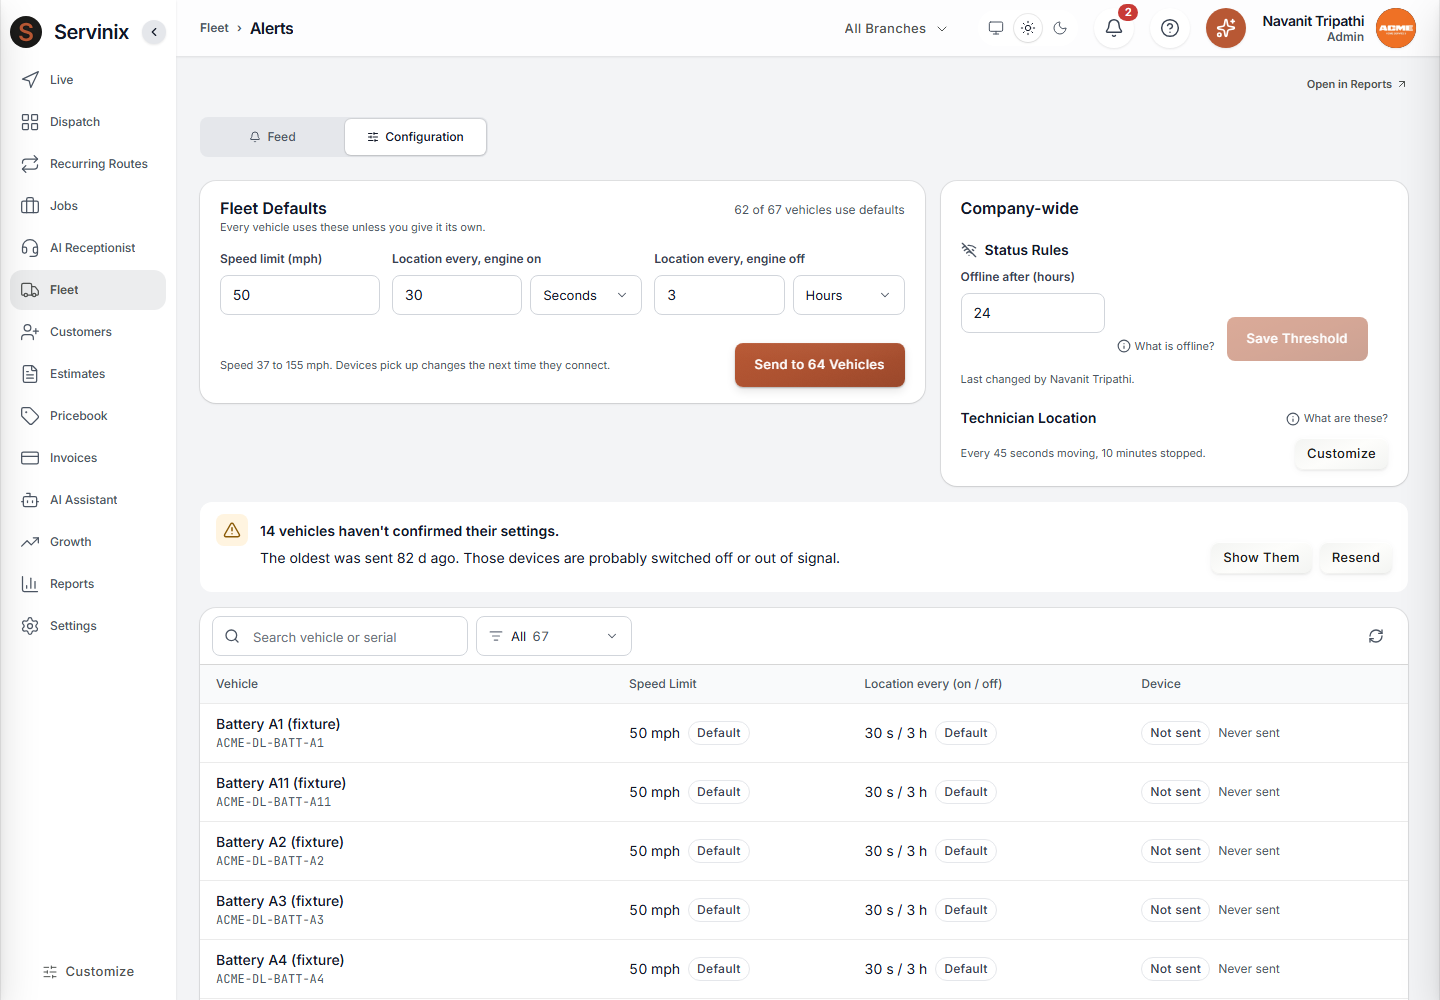 Servinix
Live
Dispatch
Recurring Routes
Jobs
AI Receptionist
Fleet
Customers
Estimates
Pricebook
Invoices
AI Assistant
Growth
Reports
Settings
Customize
Fleet › Alerts
All Branches
2
Navanit Tripathi
Admin
ACME
Open in Reports
Feed
Configuration
Fleet Defaults
62 of 67 vehicles use defaults
Every vehicle uses these unless you give it its own.
Speed limit (mph)
Location every, engine on
Location every, engine off
50
30
Seconds
3
Hours
Speed 37 to 155 mph. Devices pick up changes the next time they connect.
Send to 64 Vehicles
Company-wide
Status Rules
Offline after (hours)
24
What is offline?
Save Threshold
Last changed by Navanit Tripathi.
Technician Location
What are these?
Every 45 seconds moving, 10 minutes stopped.
Customize
14 vehicles haven't confirmed their settings.
The oldest was sent 82 d ago. Those devices are probably switched off or out of signal.
Show Them
Resend
Search vehicle or serial
All 67
Vehicle Speed Limit Location every (on / off) Device
Battery A1 (fixture)
ACME-DL-BATT-A1
50 mph Default 30 s / 3 h Default Not sent Never sent
Battery A11 (fixture)
ACME-DL-BATT-A11
50 mph Default 30 s / 3 h Default Not sent Never sent
Battery A2 (fixture)
ACME-DL-BATT-A2
50 mph Default 30 s / 3 h Default Not sent Never sent
Battery A3 (fixture)
ACME-DL-BATT-A3
50 mph Default 30 s / 3 h Default Not sent Never sent
Battery A4 (fixture)
ACME-DL-BATT-A4
50 mph Default 30 s / 3 h Default Not sent Never sent